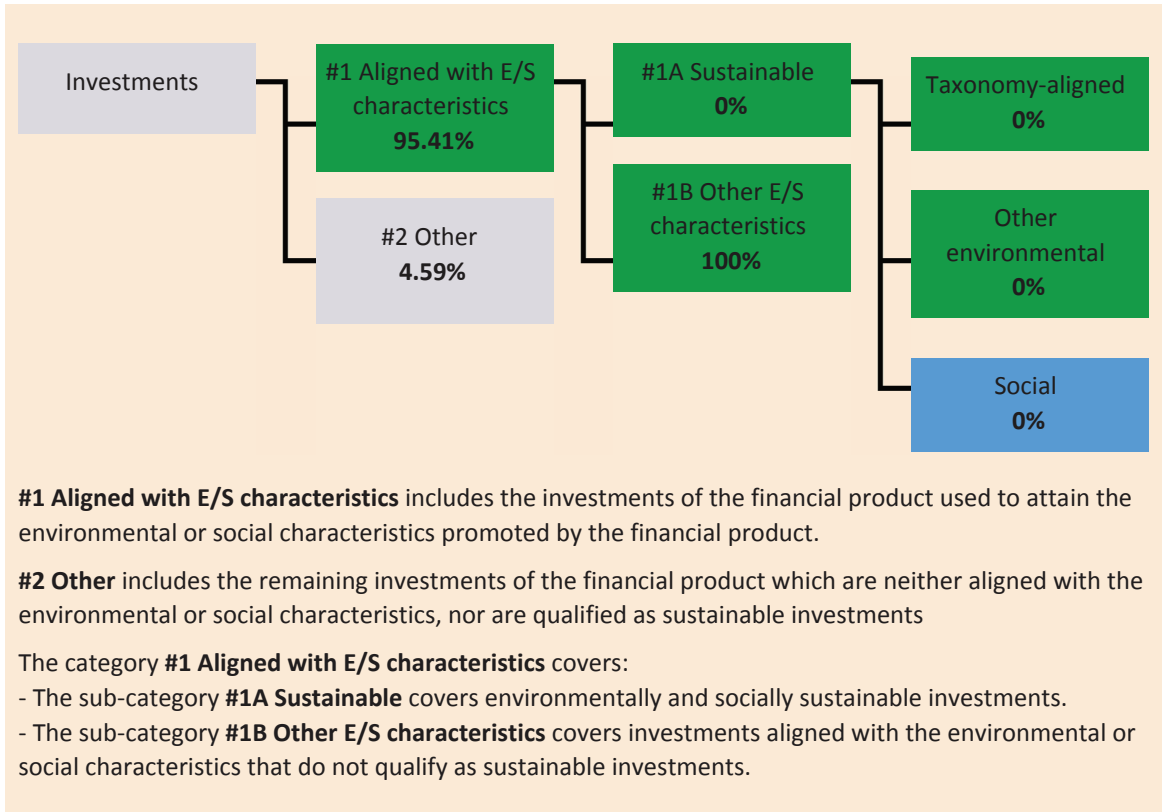 Investments
#1 Aligned with E/S
characteristics
95.41%
#2 Other
4.59%
#1A Sustainable
0%
#1B Other E/S
characteristics
100%
Taxonomy-aligned
0%
Other
environmental
0%
Social
0%
#1 Aligned with E/S characteristics includes the investments of the financial product used to attain the
environmental or social characteristics promoted by the financial product.
#2 Other includes the remaining investments of the financial product which are neither aligned with the
environmental or social characteristics, nor are qualified as sustainable investments
The category #1 Aligned with E/S characteristics covers:
- The sub-category #1A Sustainable covers environmentally and socially sustainable investments.
- The sub-category #1B Other E/S characteristics covers investments aligned with the environmental or
social characteristics that do not qualify as sustainable investments.